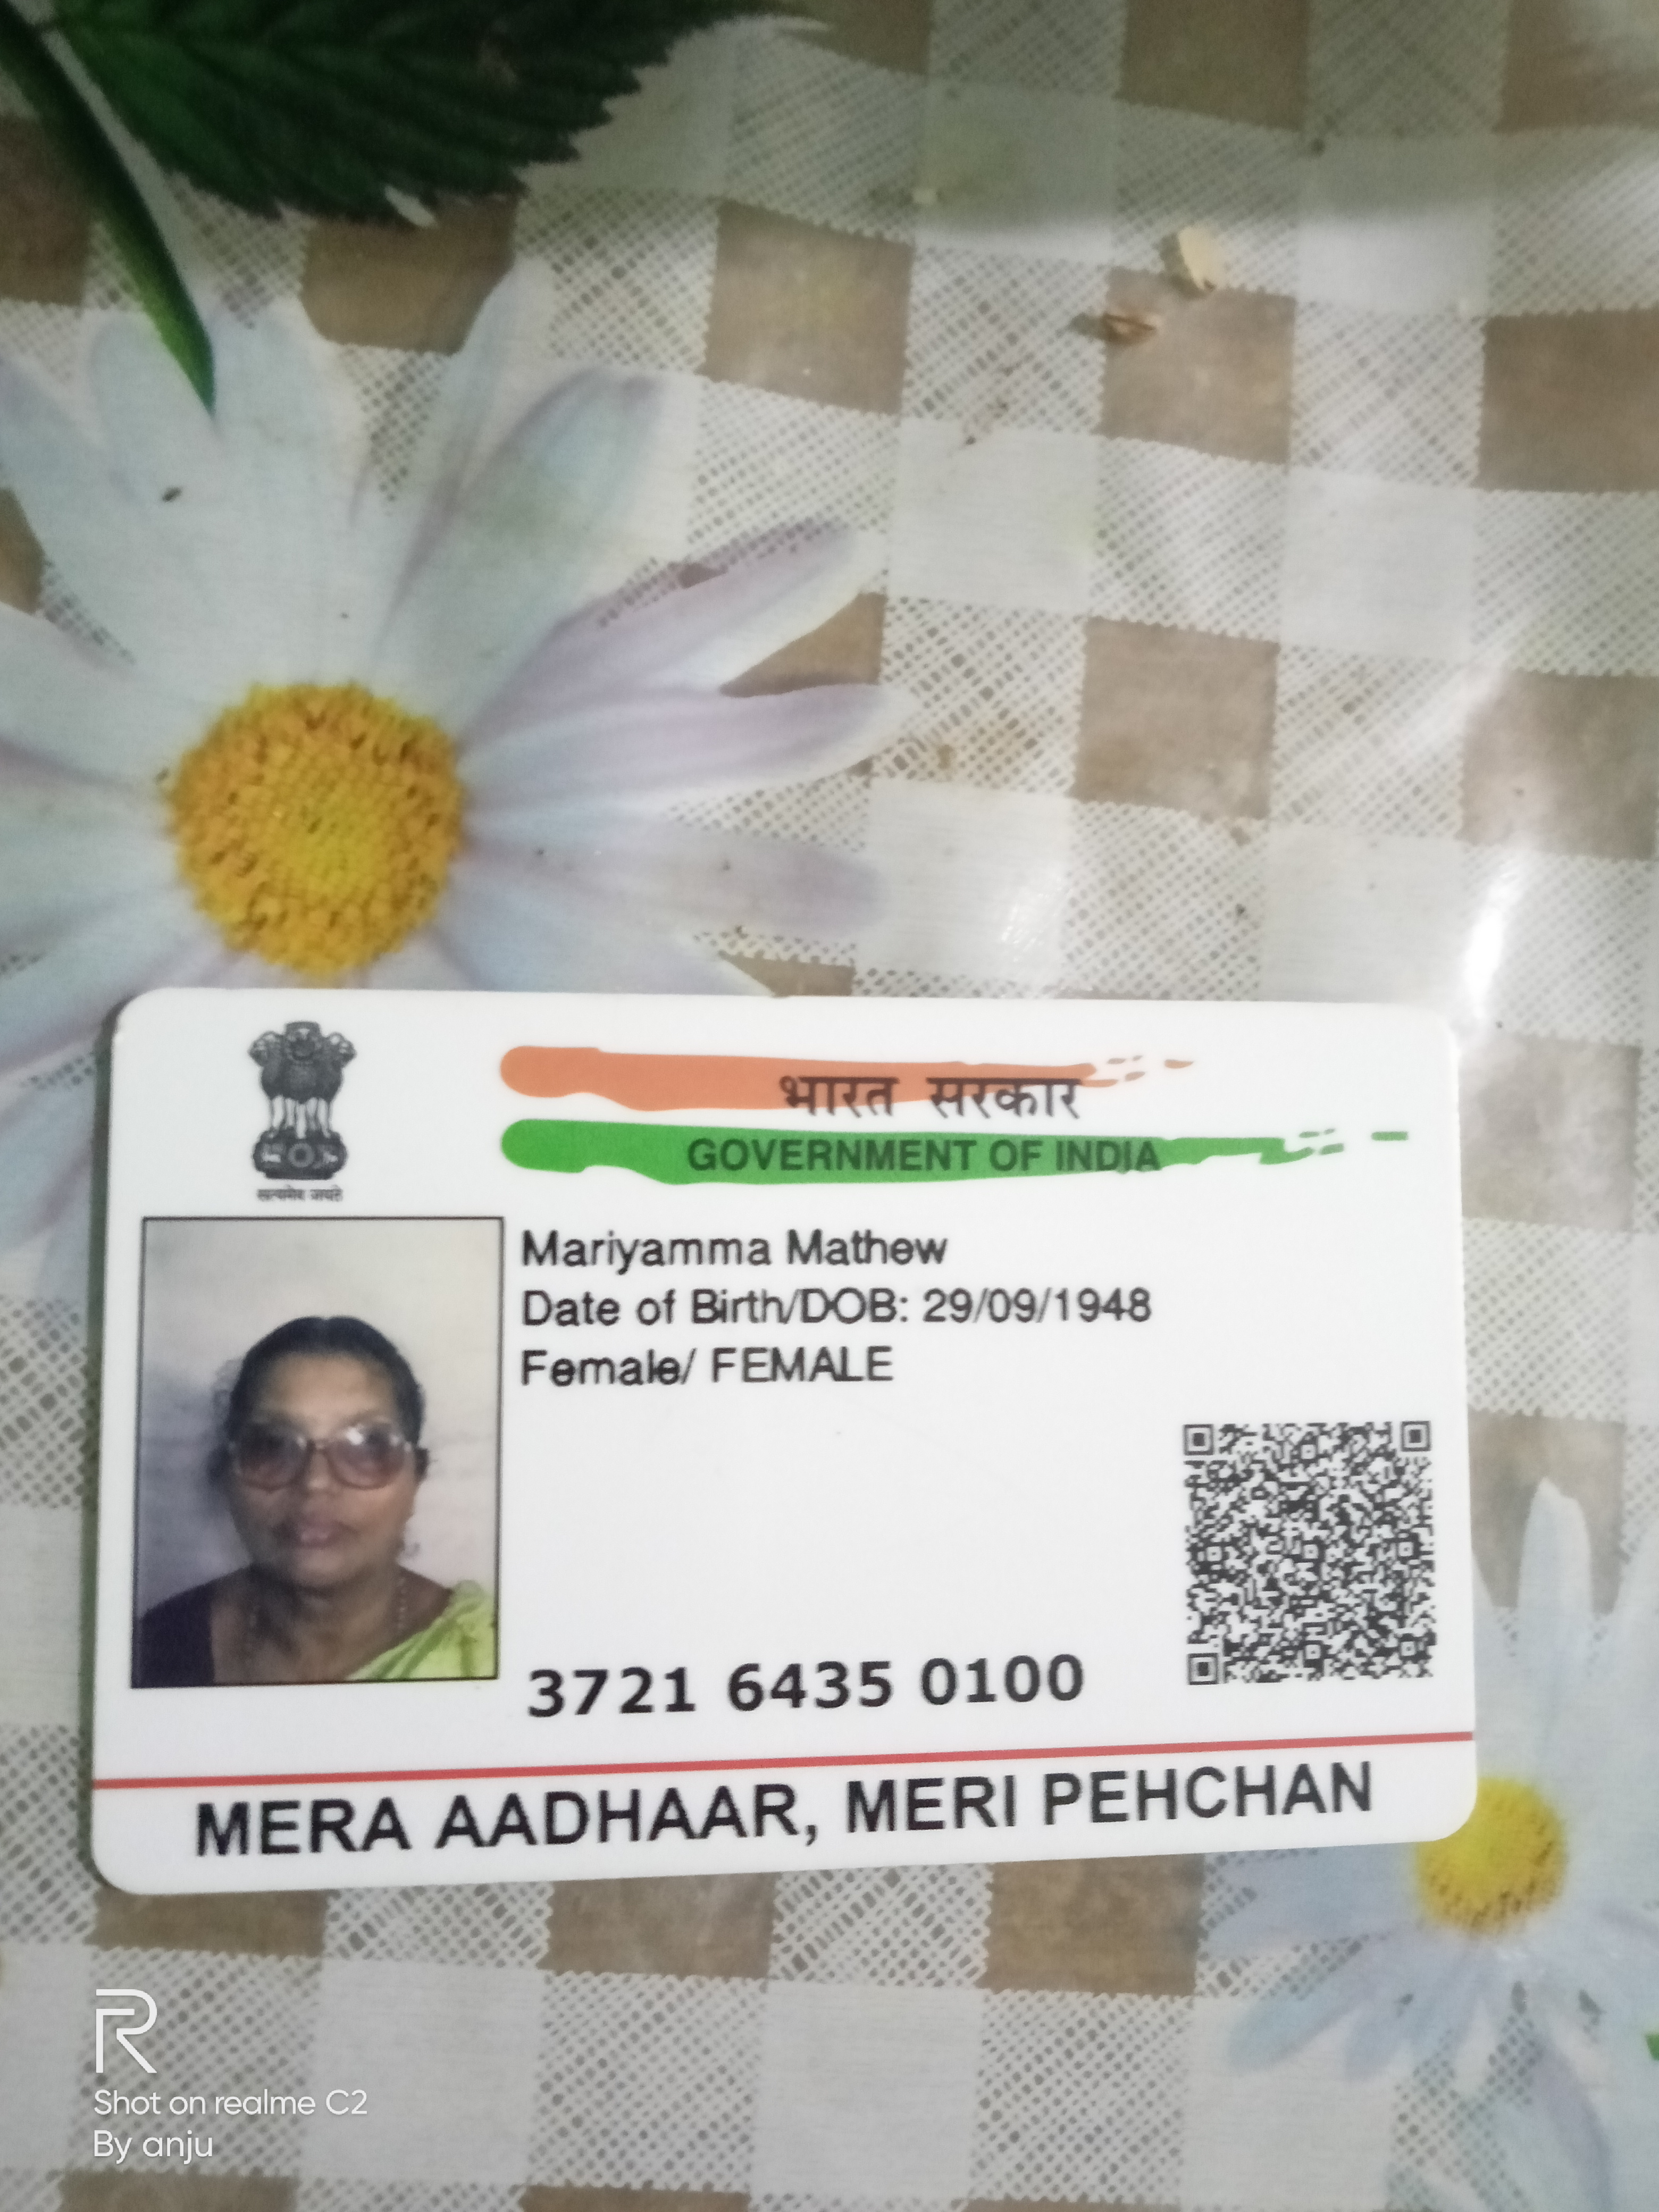 सत्यमेव जयते
भारत सरकार
GOVERNMENT OF INDIA
Mariyamma Mathew
Date of Birth/DOB: 29/09/1948
Female/ FEMALE
3721 6435 0100
MERA AADHAAR, MERI PEHCHAN
R
Shot on realme C2
By anju